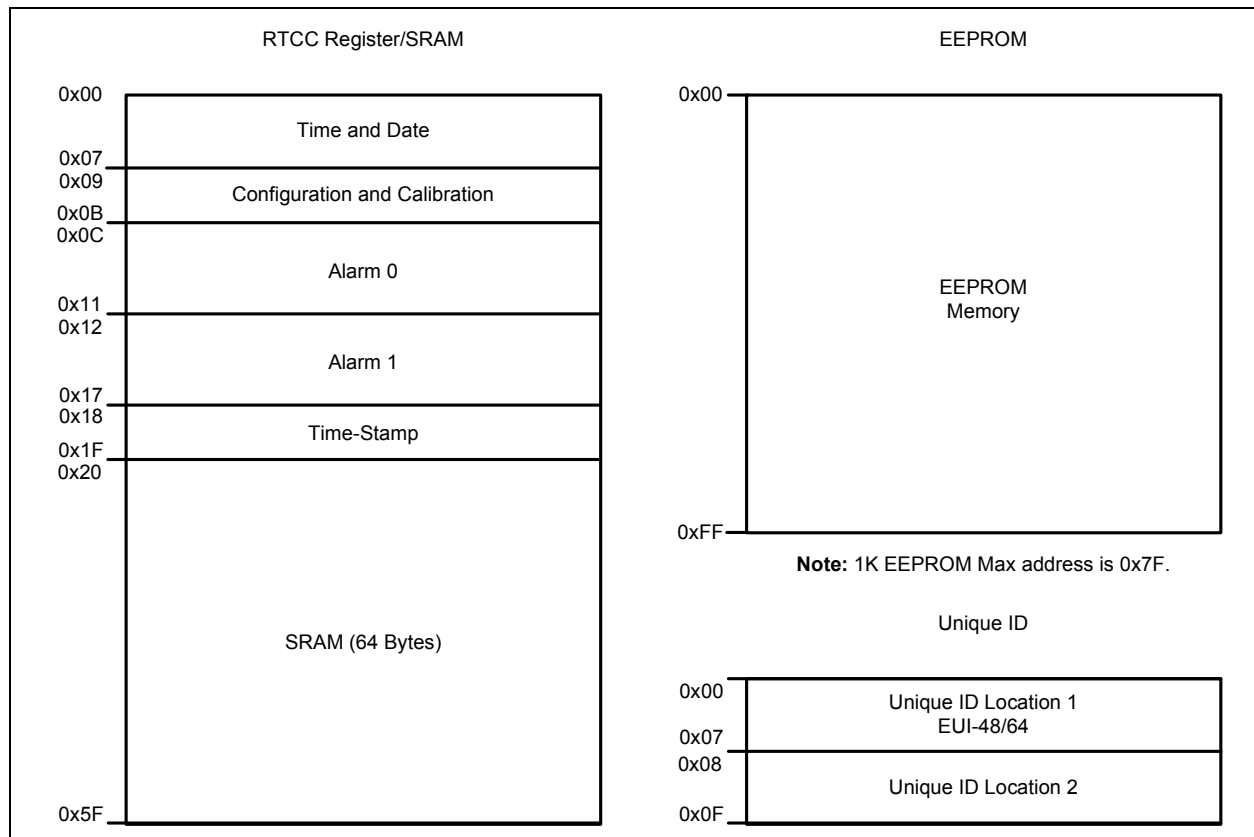 RTCC Register/SRAM
0x00
Time and Date
0x07
0x09
Configuration and Calibration
0x0B
0x0C
Alarm 0
0x11
0x12
Alarm 1
0x17
0x18
Time-Stamp
0x1F
0x20
SRAM (64 Bytes)
0x5F
EEPROM
0x00
EEPROM
Memory
0xFF
Note: 1K EEPROM Max address is 0x7F.
Unique ID
0x00
Unique ID Location 1
EUI-48/64
0x07
0x08
Unique ID Location 2
0x0F